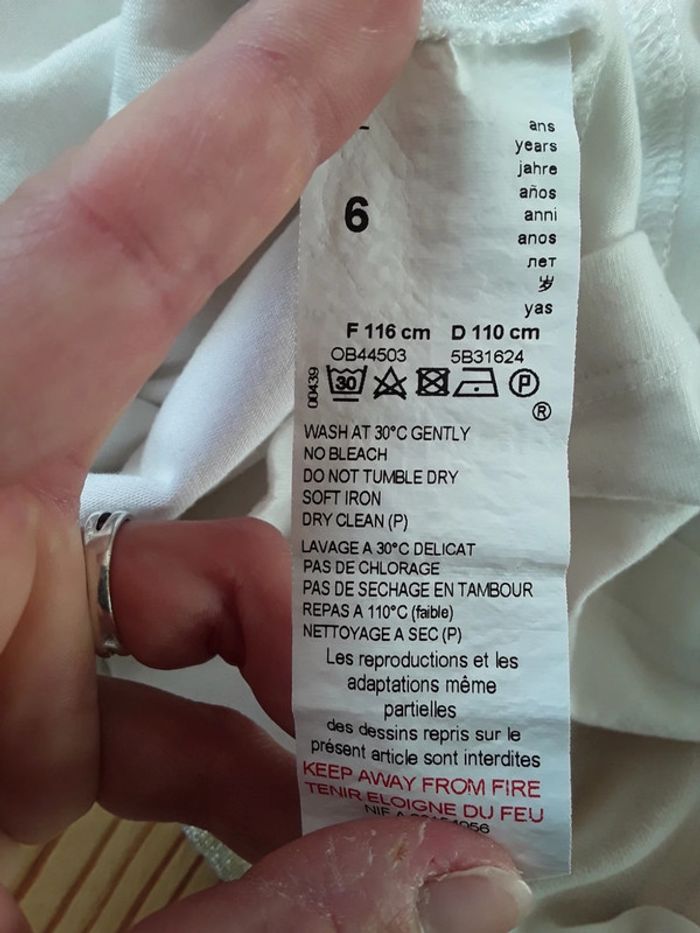 ans
years
jahre
6
años
anni
anos
лет
岁
yas
F 116 cm D 110 cm
OB44503 5B31624
00439
30 P
®
WASH AT 30°C GENTLY
NO BLEACH
DO NOT TUMBLE DRY
SOFT IRON
DRY CLEAN (P)
LAVAGE A 30°C DELICAT
PAS DE CHLORAGE
PAS DE SECHAGE EN TAMBOUR
REPAS A 110°C (faible)
NETTOYAGE A SEC (P)
Les reproductions et les
adaptations même
partielles
des dessins repris sur le
présent article sont interdites
KEEP AWAY FROM FIRE
TENIR ELOIGNE DU FEU
NIF